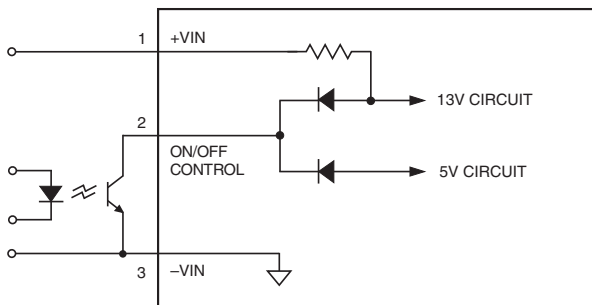 1 +VIN
13V CIRCUIT
2
ON/OFF
CONTROL
5V CIRCUIT
3 –VIN